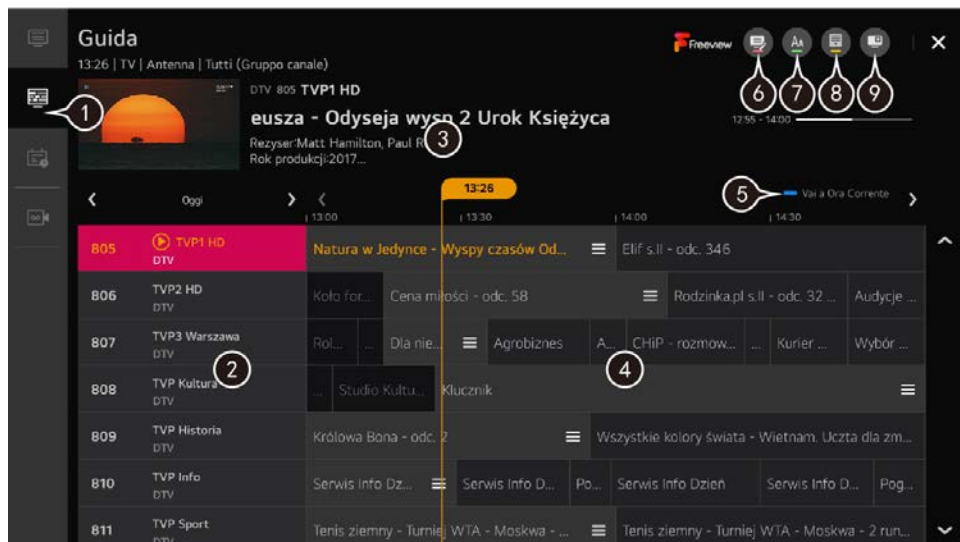 Guida
Freeview
13:26 | TV | Antenna | Tutti (Gruppo canale)
DTV 805 TVP1 HD
eusza - Odyseja wysp 2 Urok Księżyca
Reżyser:Matt Hamilton, Paul R
Rok produkcji:2017...
12:55 - 14:00
1
2
3
4
5
6
7
8
9
Oggi
13:26
Vai a Ora Corrente
13:00
13:30
14:00
14:30
805 TVP1 HD DTV
Natura w Jedynce - Wyspy czasów Od...
Elif s.II - odc. 346
806 TVP2 HD DTV
Koło for...
Cena miłości - odc. 58
Rodzinka.pl s.II - odc. 32 ...
Audycje ...
807 TVP3 Warszawa DTV
Rol...
...
Dla nie...
Agrobiznes
A...
CHiP - rozmow...
...
Kurier ...
Wybór ...
808 TVP Kultura DTV
...
Studio Kultu...
Klucznik
809 TVP Historia DTV
Królowa Bona - odc. 2
Wszystkie kolory świata - Wietnam. Uczta dla zm...
810 TVP Info DTV
Serwis Info Dz...
Serwis Info D...
Po...
Serwis Info Dzień
Serwis Info D...
Pog...
811 TVP Sport DTV
Tenis ziemny - Turniej WTA - Moskwa - ...
Tenis ziemny - Turniej WTA - Moskwa - 2 run...